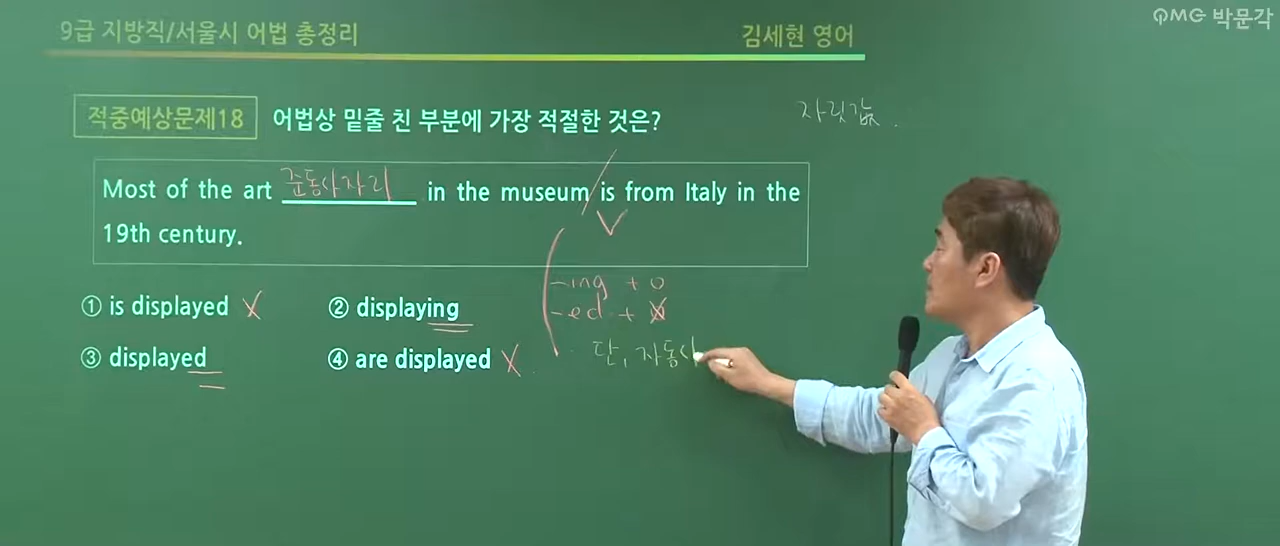 9급 지방직/서울시 어법 총정리
김세현 영어
QMG 박문각
적중예상문제18 어법상 밑줄 친 부분에 가장 적절한 것은?
자릿값.
Most of the art 준동사자리 in the museum / is from Italy in the
19th century.
V
① is displayed X ② displaying
③ displayed ④ are displayed X
-ing + o
-ed + X
단, 자동사